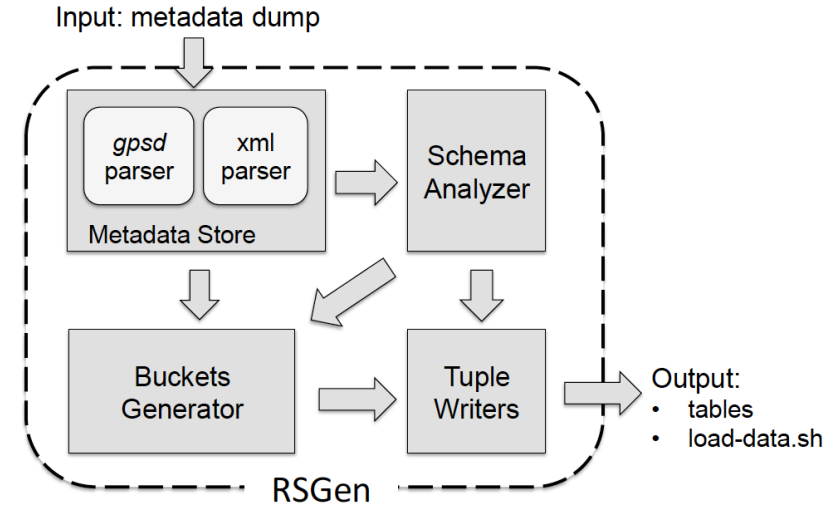 Input: metadata dump
gpsd
parser
xml
parser
Metadata Store
Schema
Analyzer
Buckets
Generator
Tuple
Writers
Output:
• tables
• load-data.sh
RSGen